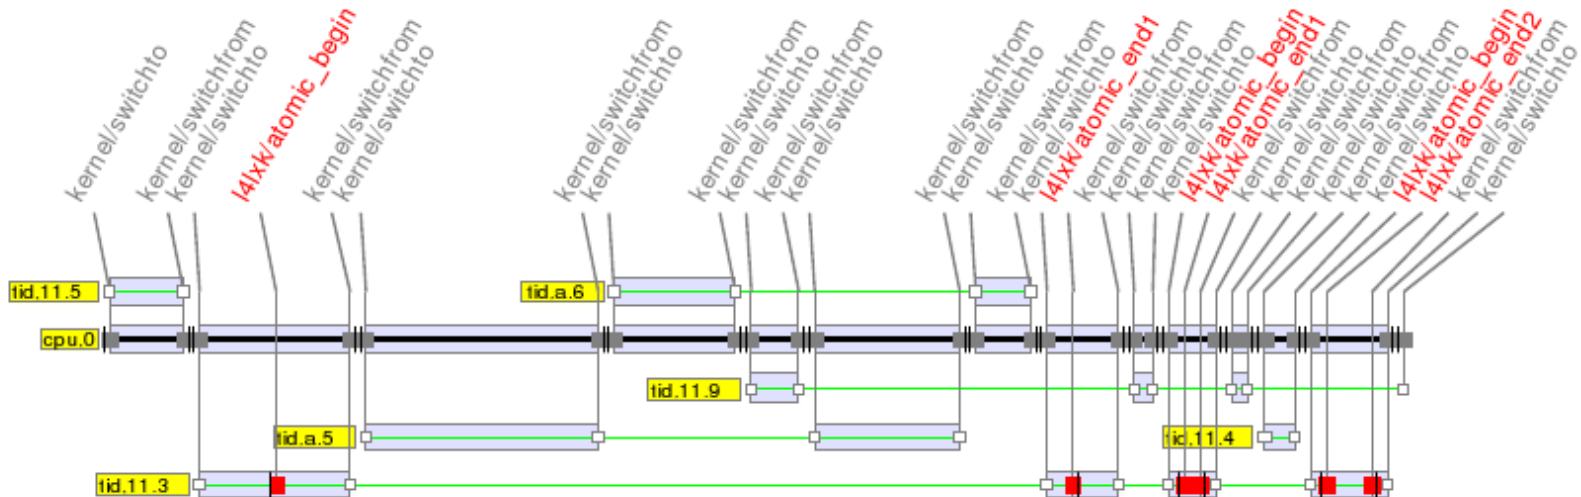 kernel/switchto
kernel/switchfrom
kernel/switchto
l4lxk/atomic_begin
kernel/switchfrom
kernel/switchto
kernel/switchfrom
kernel/switchto
kernel/switchfrom
kernel/switchto
kernel/switchfrom
kernel/switchto
kernel/switchfrom
kernel/switchto
kernel/switchfrom
kernel/switchto
l4lxk/atomic_end1
kernel/switchfrom
kernel/switchto
kernel/switchfrom
kernel/switchto
l4lxk/atomic_begin
l4lxk/atomic_end1
kernel/switchfrom
kernel/switchto
kernel/switchfrom
kernel/switchto
kernel/switchfrom
kernel/switchto
l4lxk/atomic_begin
l4lxk/atomic_end2
kernel/switchfrom
kernel/switchto
tid.11.5
tid.a.6
cpu.0
tid.11.9
tid.a.5
tid.11.4
tid.11.3